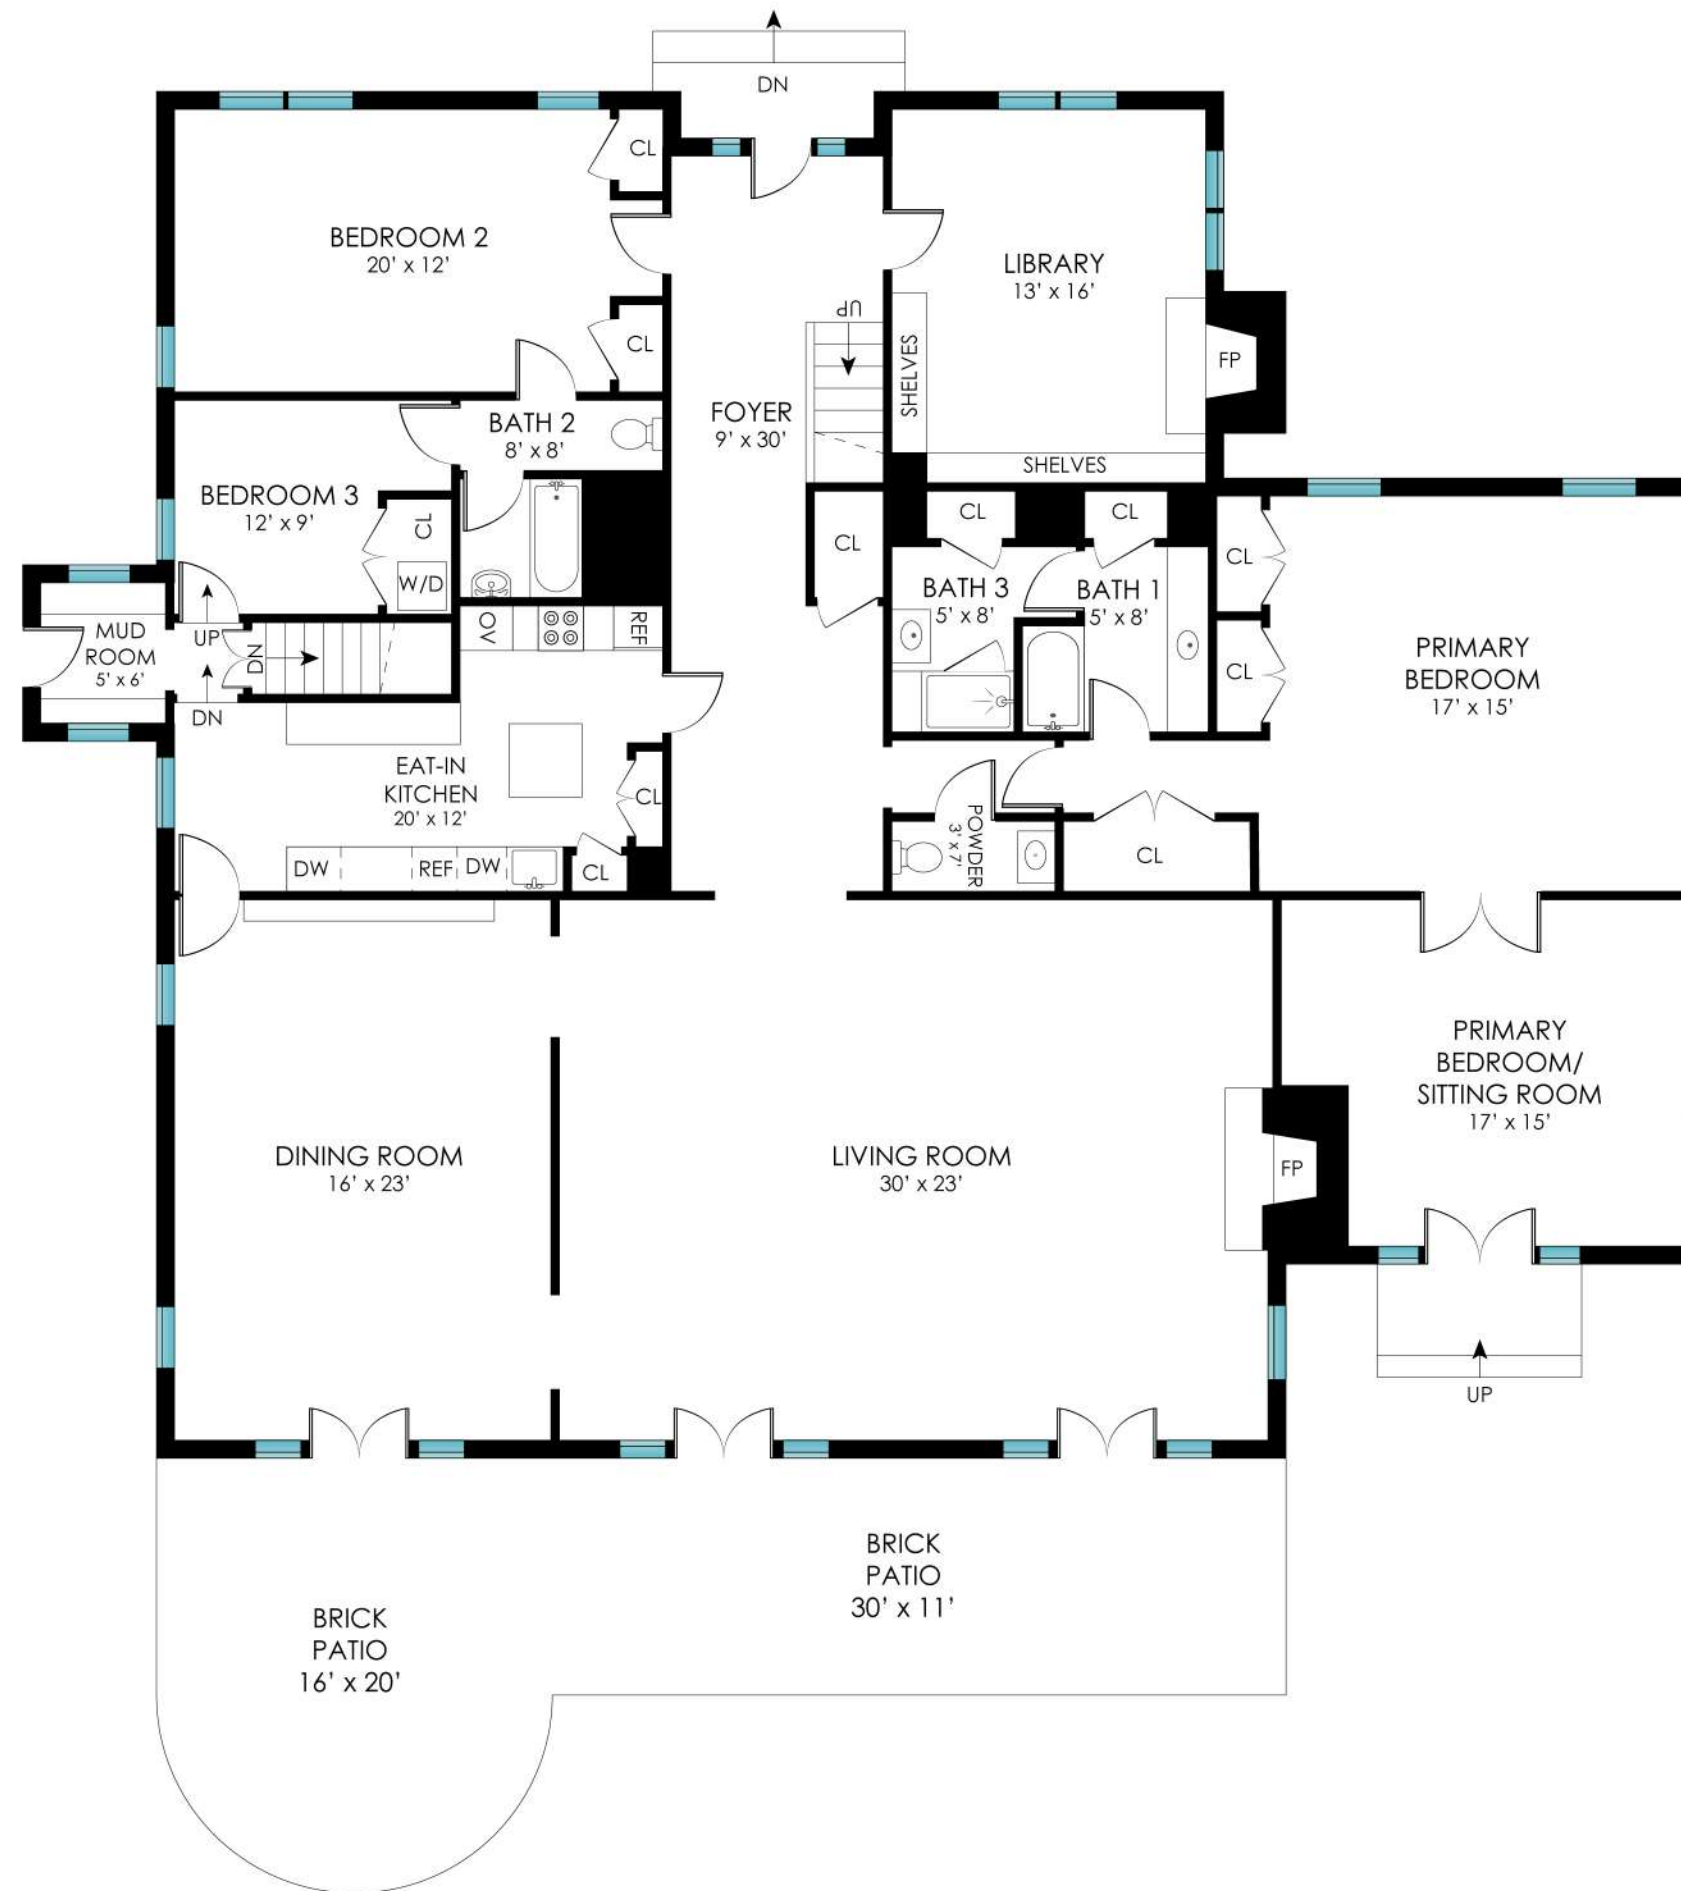 DN
CL
BEDROOM 2
20' x 12'
LIBRARY
13' x 16'
UP
CL
SHELVES
FP
FOYER
9' x 30'
BATH 2
8' x 8'
SHELVES
BEDROOM 3
12' x 9'
CL
W/D
CL
CL
CL
CL
BATH 3
5' x 8'
BATH 1
5' x 8'
MUD
ROOM
5' x 6'
UP
DN
DN
OV
REF
CL
PRIMARY
BEDROOM
17' x 15'
EAT-IN
KITCHEN
20' x 12'
CL
POWDER
3' x 7'
CL
DW
REF
DW
CL
PRIMARY
BEDROOM/
SITTING ROOM
17' x 15'
DINING ROOM
16' x 23'
LIVING ROOM
30' x 23'
FP
UP
BRICK
PATIO
30' x 11'
BRICK
PATIO
16' x 20'